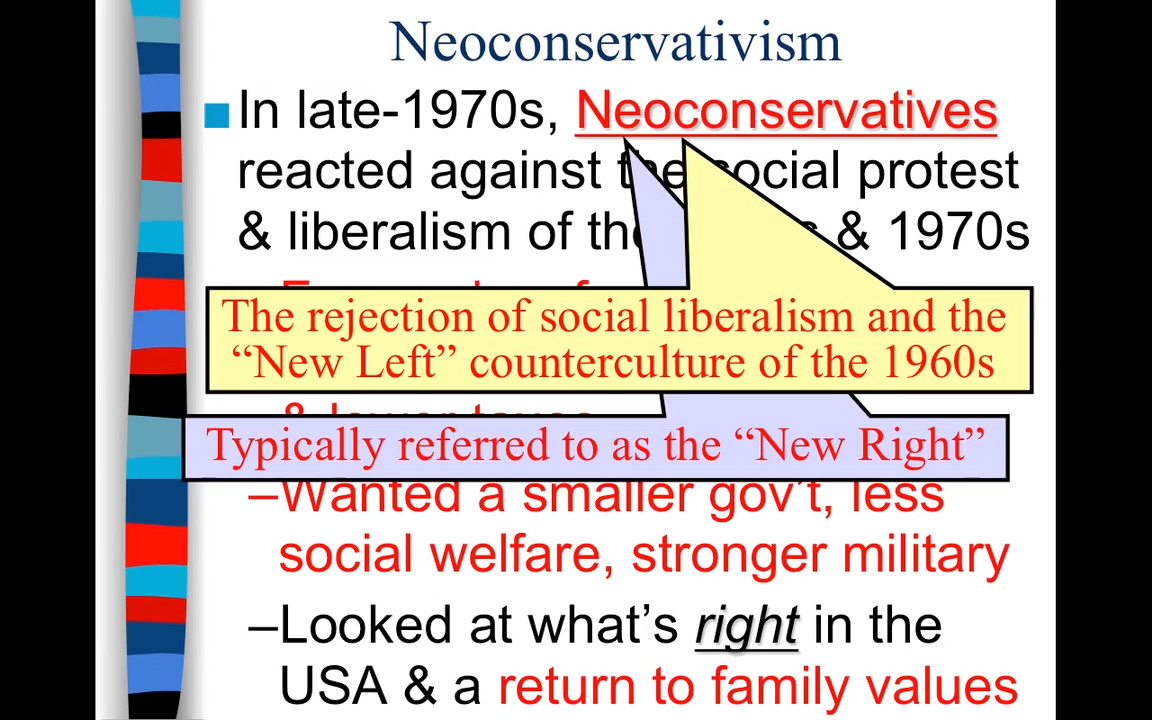 Neoconservativism
In late-1970s, Neoconservatives
reacted against the social protest
& liberalism of the & 1970s
The rejection of social liberalism and the
“New Left” counterculture of the 1960s
Typically referred to as the “New Right”
–Wanted a smaller gov’t, less
social welfare, stronger military
–Looked at what’s right in the
USA & a return to family values